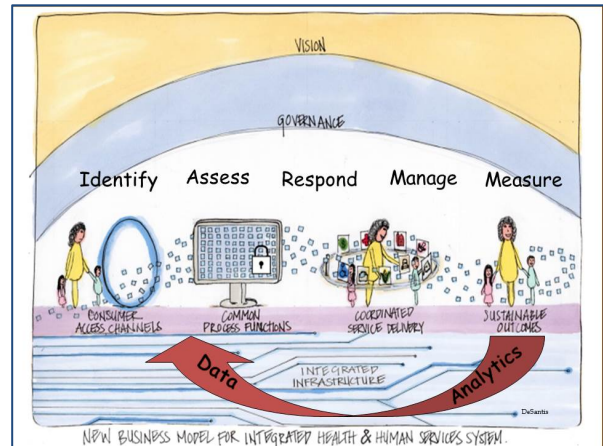 VISION
GOVERNANCE
Identify Assess Respond Manage Measure
CONSUMER
ACCESS CHANNELS
COMMON
PROCESS FUNCTIONS
COORDINATED
SERVICE DELIVERY
SUSTAINABLE
OUTCOMES
Data
INTEGRATED
INFRASTRUCTURE
Analytics
DeSantis
NEW BUSINESS MODEL FOR INTEGRATED HEALTH & HUMAN SERVICES SYSTEM